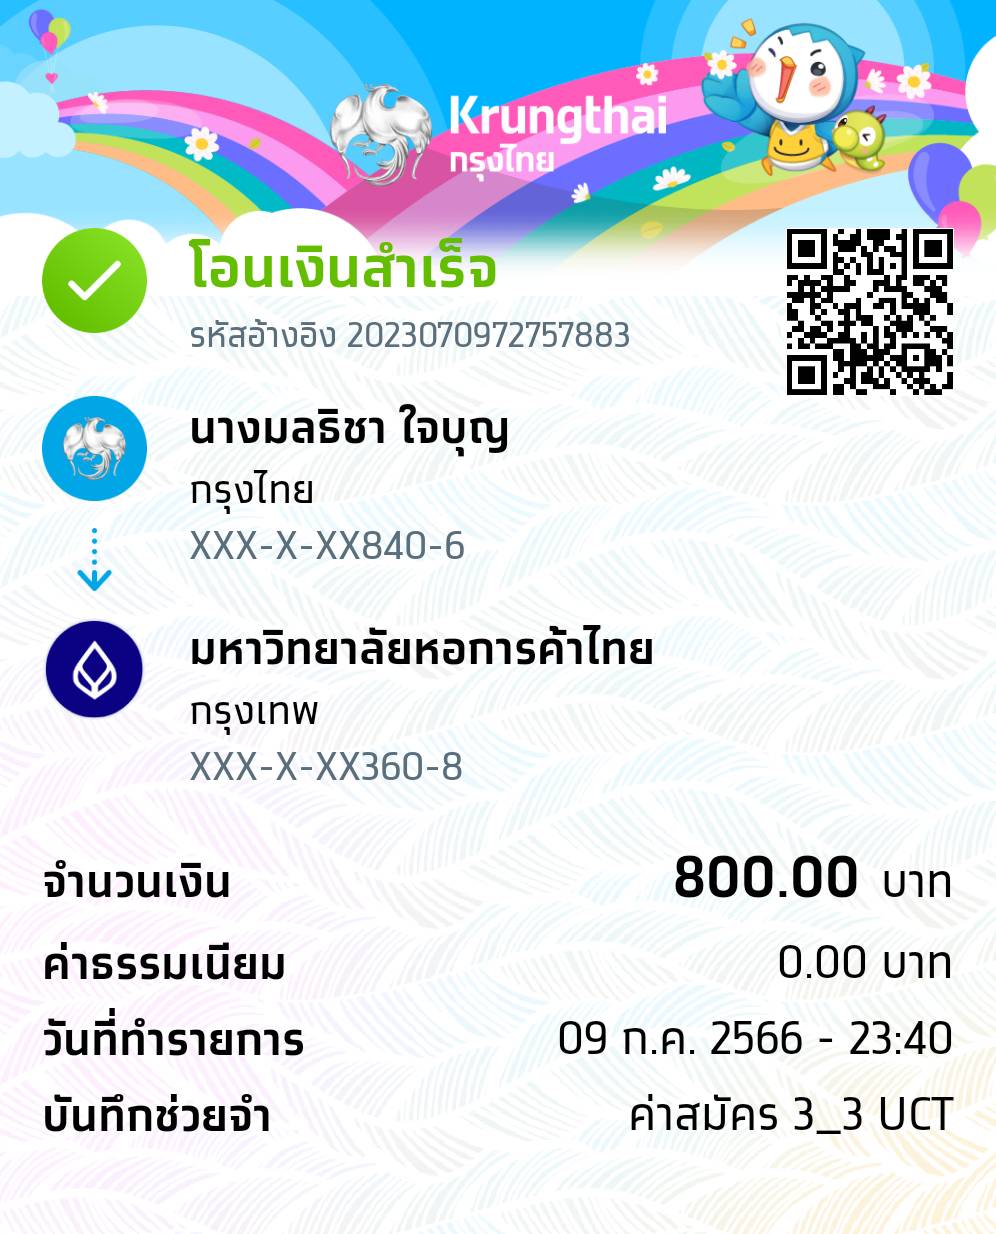 Krungthai
กรุงไทย
โอนเงินสำเร็จ
รหัสอ้างอิง 2023070972757883
นางมลธิชา ใจบุญ
กรุงไทย
XXX-X-XX840-6
มหาวิทยาลัยหอการค้าไทย
กรุงเทพ
XXX-X-XX360-8
จำนวนเงิน 800.00 บาท
ค่าธรรมเนียม 0.00 บาท
วันที่ทำรายการ 09 ก.ค. 2566 - 23:40
บันทึกช่วยจำ ค่าสมัคร 3_3 UCT